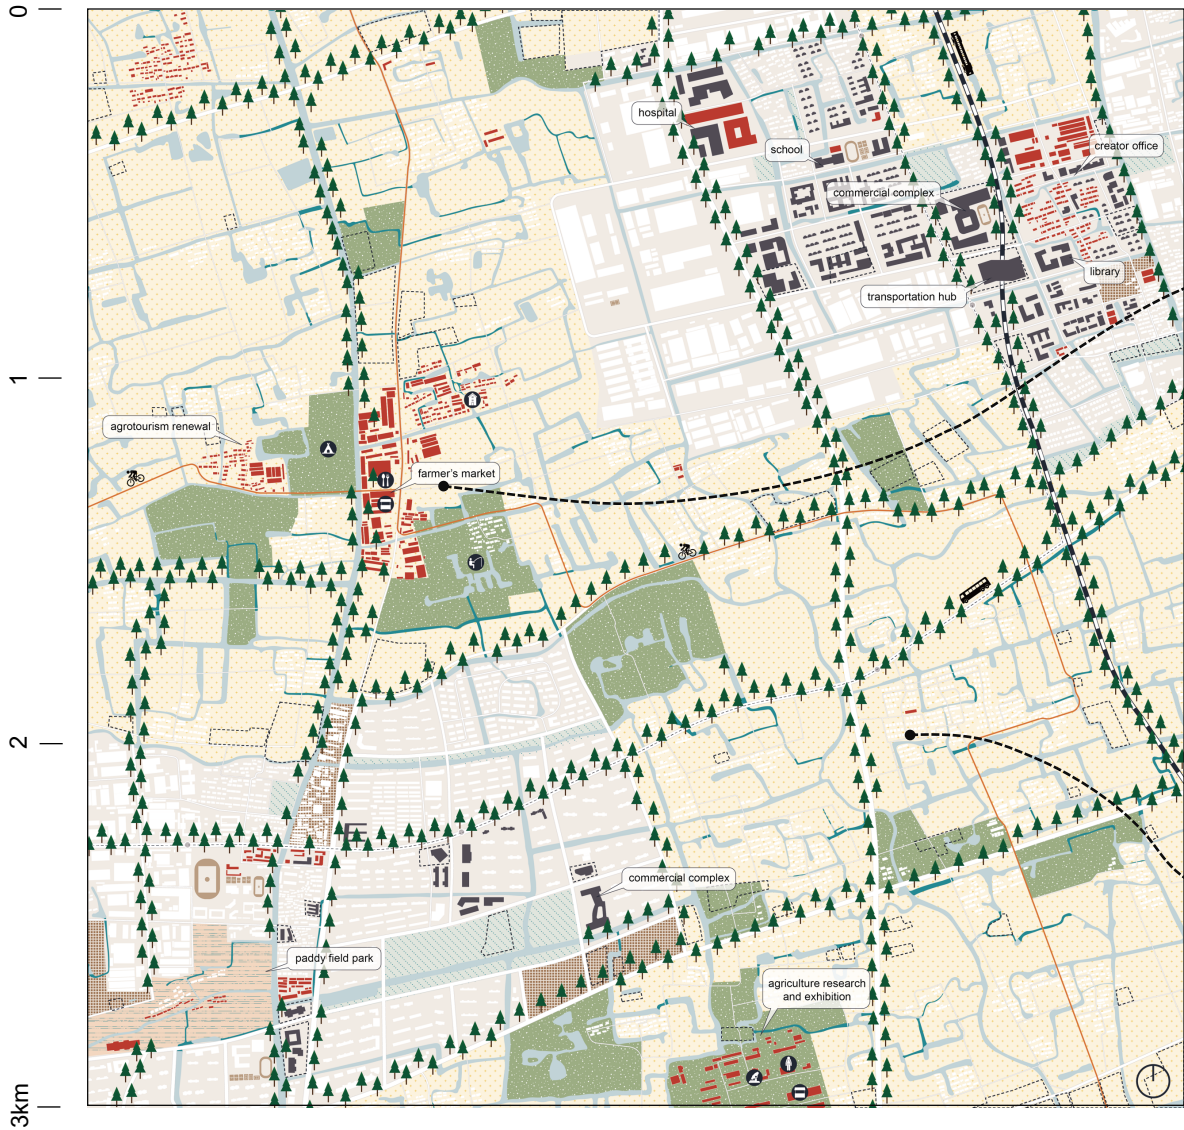 0
hospital
school
creator office
commercial complex
library
transportation hub
1
agrotourism renewal
farmer's market
2
commercial complex
paddy field park
agriculture research
and exhibition
3km